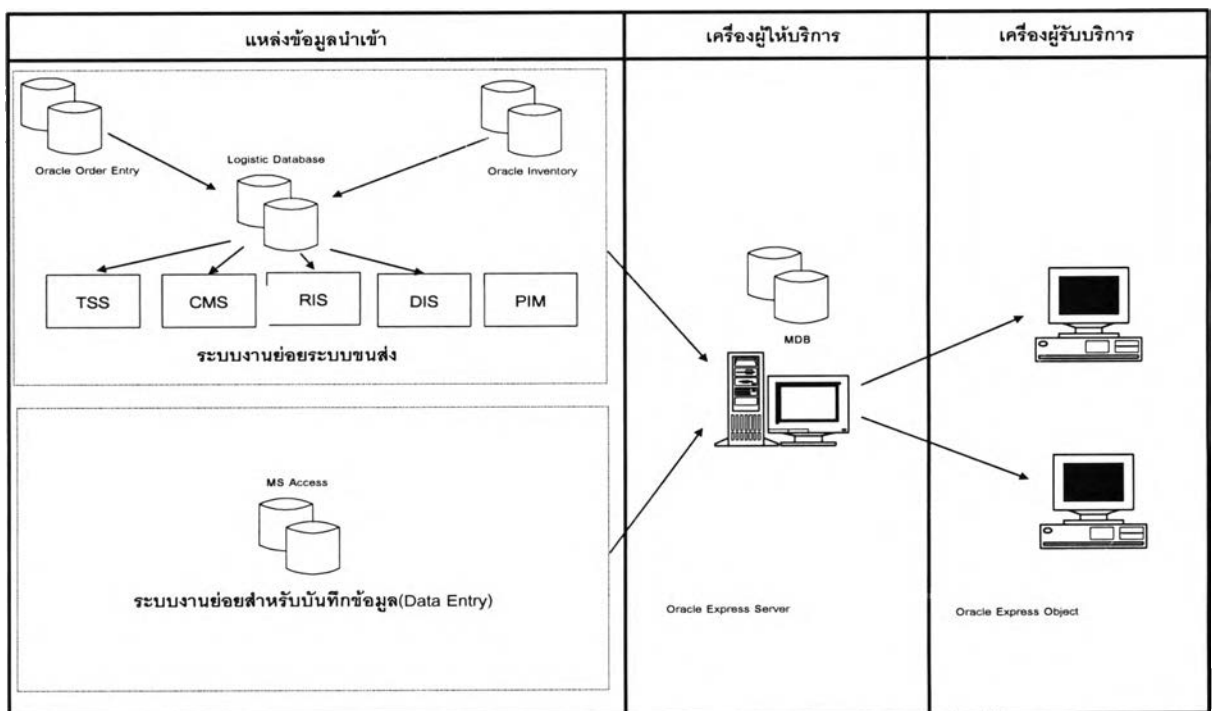 แหล่งข้อมูลนำเข้า
เครื่องผู้ให้บริการ
เครื่องผู้รับบริการ
Oracle Order Entry
Logistic Database
Oracle Inventory
TSS
CMS
RIS
DIS
PIM
ระบบงานย่อยระบบขนส่ง
MDB
MS Access
ระบบงานย่อยสำหรับบันทึกข้อมูล(Data Entry)
Oracle Express Server
Oracle Express Object